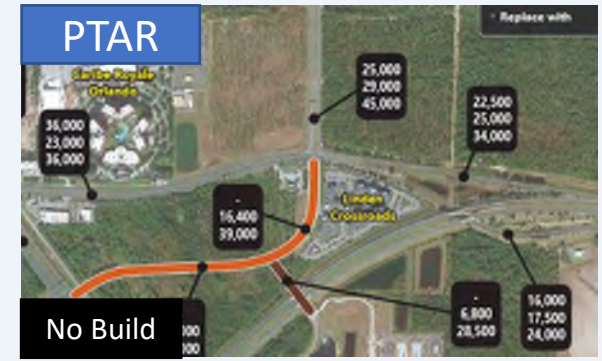 PTAR
Replace with
Caribe Royale
Orlando
25,000
29,000
45,000
22,500
25,000
34,000
36,000
23,000
36,000
-
16,400
39,000
Linden
Crossroads
-
6,800
28,500
16,000
17,500
24,000
No Build